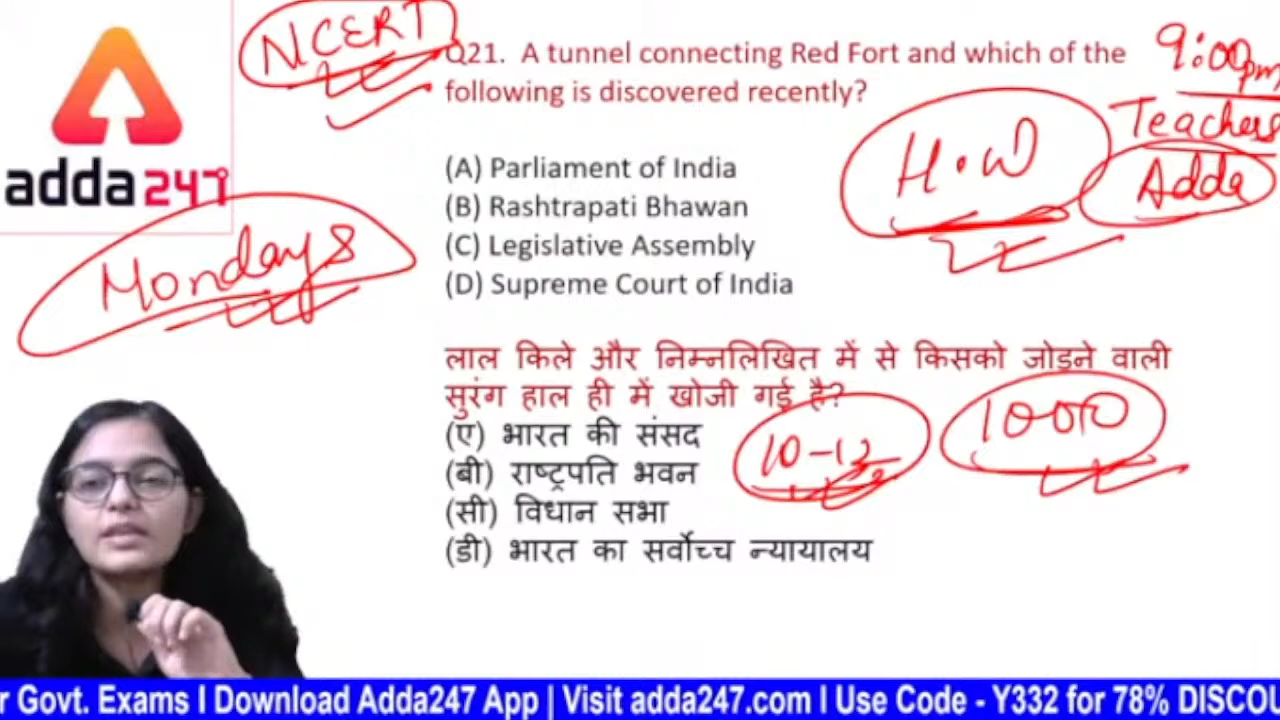 NCERT
Q21. A tunnel connecting Red Fort and which of the
following is discovered recently?
9:00pm
Teachers
Adda
H.W
adda247
(A) Parliament of India
(B) Rashtrapati Bhawan
(C) Legislative Assembly
(D) Supreme Court of India
Mondays
लाल किले और निम्नलिखित में से किसको जोड़ने वाली
सुरंग हाल ही में खोजी गई है?
(ए) भारत की संसद
10-12
(बी) राष्ट्रपति भवन
(सी) विधान सभा
(डी) भारत का सर्वोच्च न्यायालय
r Govt. Exams I Download Adda247 App | Visit adda247.com I Use Code - Y332 for 78% DISCOU